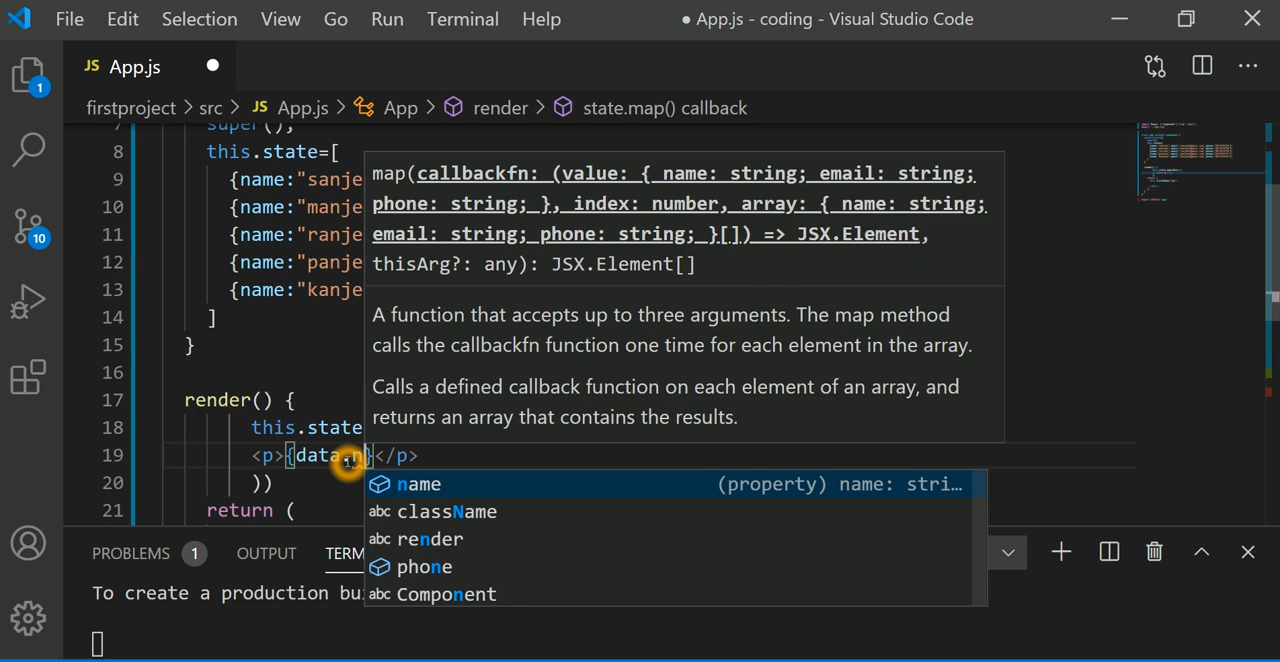 File Edit Selection View Go Run Terminal Help ● App.js - coding - Visual Studio Code
JS App.js
1
firstproject > src > JS App.js > App > render > state.map() callback
7 super();
8 this.state=[
9 {name:"sanje
10 {name:"manje
11 {name:"ranje
12 {name:"panje
13 {name:"kanje
14 ]
15 }
16
17 render() {
18 this.state
19 <p>{data.n}</p>
20 ))
21 return (
map(callbackfn: (value: { name: string; email: string;
phone: string; }, index: number, array: { name: string;
email: string; phone: string; }[]) => JSX.Element,
thisArg?: any): JSX.Element[]
A function that accepts up to three arguments. The map method
calls the callbackfn function one time for each element in the array.
Calls a defined callback function on each element of an array, and
returns an array that contains the results.
name (property) name: stri…
abc className
abc render
phone
abc Component
10
PROBLEMS 1 OUTPUT TERM
To create a production bu